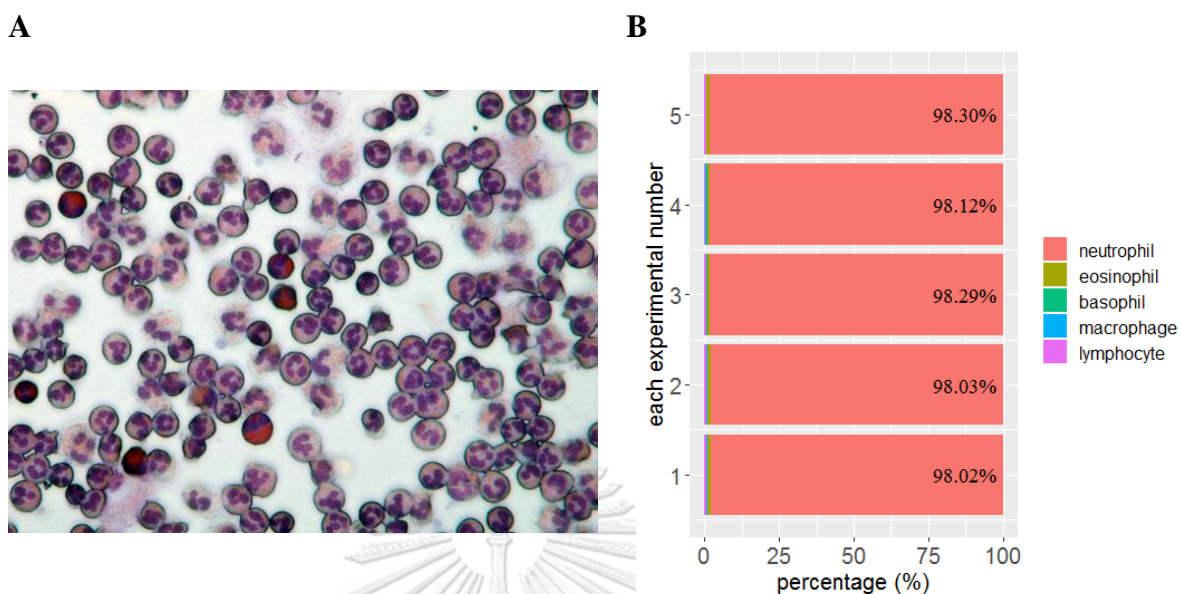 A
B
each experimental number
5
98.30%
4
98.12%
3
98.29%
2
98.03%
1
98.02%
0
25
50
75
100
percentage (%)
neutrophil
eosinophil
basophil
macrophage
lymphocyte